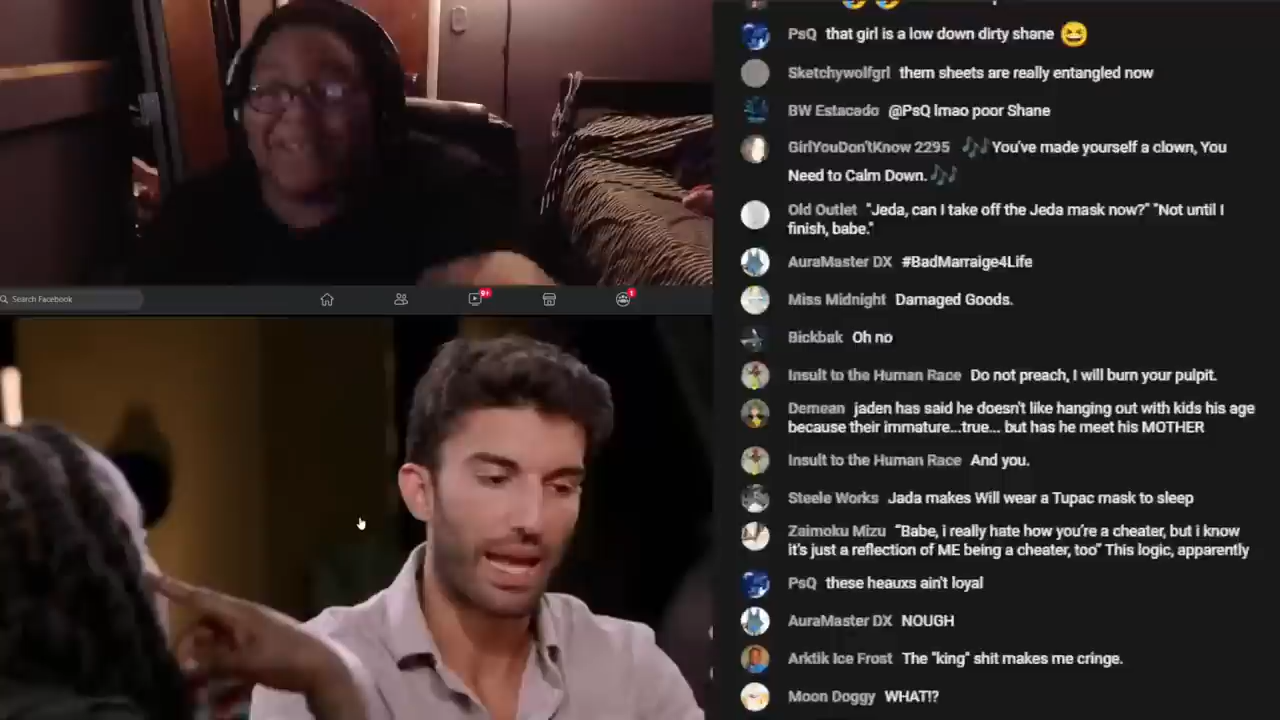 Search Facebook
9+
1
PsQ that girl is a low down dirty shane 😆
Sketchywolfgrl them sheets are really entangled now
BW Estacado @PsQ lmao poor Shane
GirlYouDon'tKnow 2295 🎶You've made yourself a clown, You
Need to Calm Down. 🎶
Old Outlet "Jeda, can I take off the Jeda mask now?" "Not until I
finish, babe."
AuraMaster DX #BadMarraige4Life
Miss Midnight Damaged Goods.
Bickbak Oh no
Insult to the Human Race Do not preach, I will burn your pulpit.
Demean jaden has said he doesn't like hanging out with kids his age
because their immature...true... but has he meet his MOTHER
Insult to the Human Race And you.
Steele Works Jada makes Will wear a Tupac mask to sleep
Zaimoku Mizu “Babe, i really hate how you’re a cheater, but i know
it’s just a reflection of ME being a cheater, too” This logic, apparently
PsQ these heauxs ain't loyal
AuraMaster DX NOUGH
Arktik Ice Frost The "king" shit makes me cringe.
Moon Doggy WHAT!?